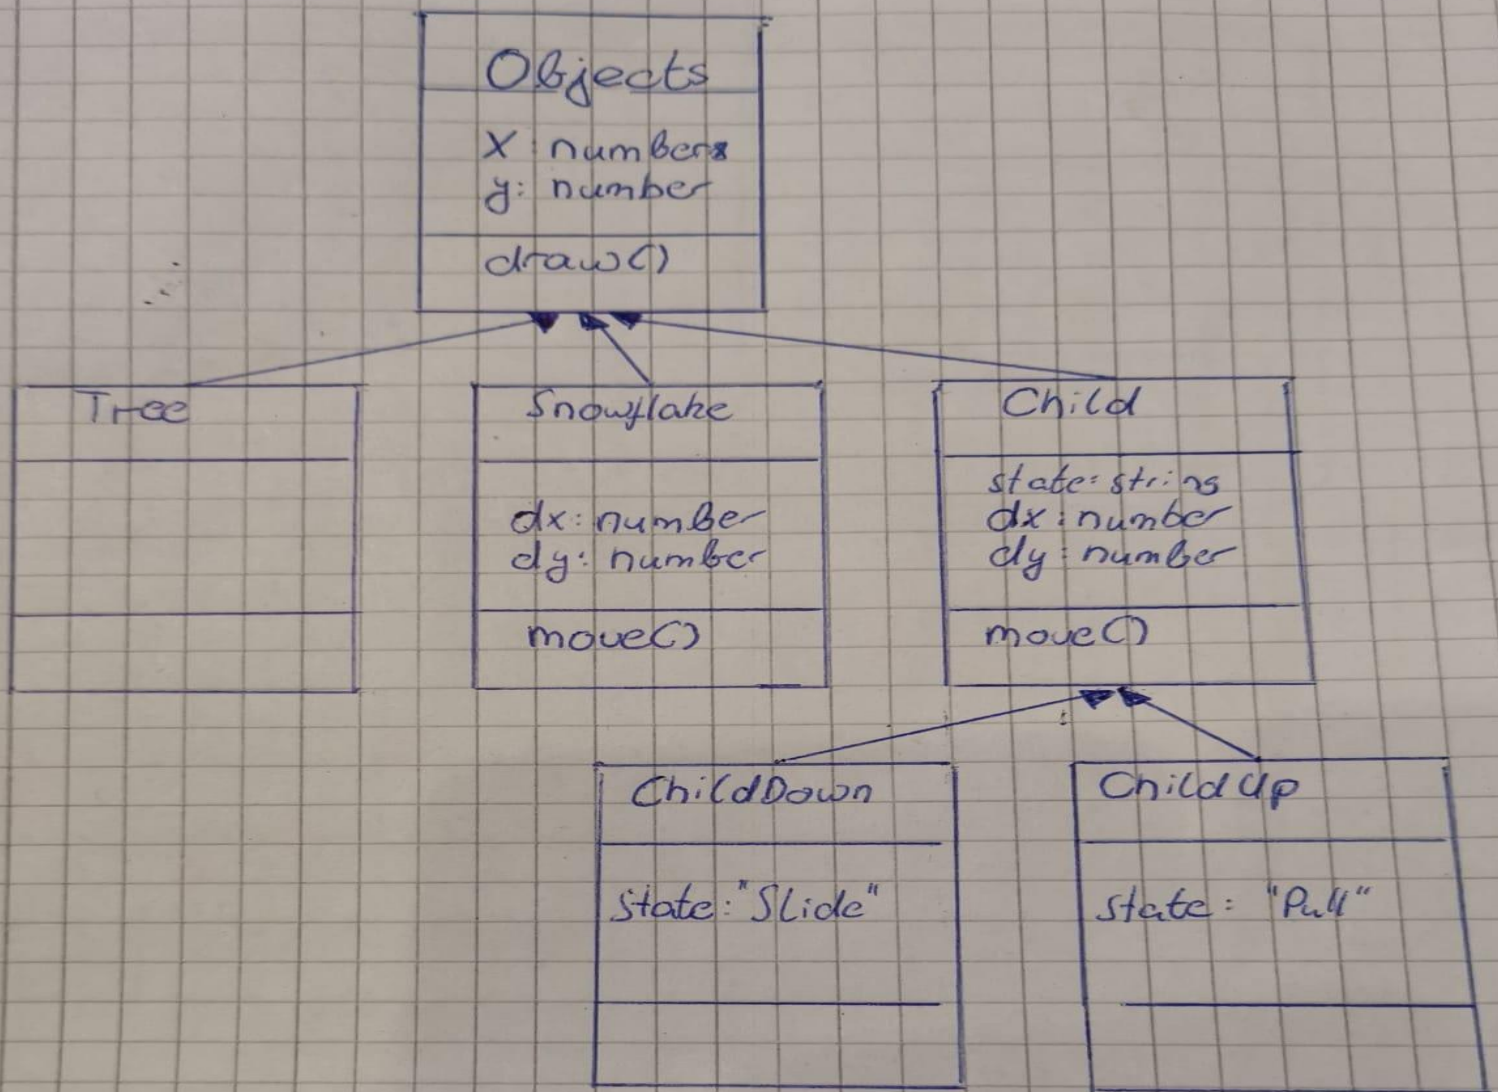 Objects
x: number
y: number
draw()
Tree
Snowflake
dx: number
dy: number
move()
Child
state: string
dx: number
dy: number
move()
ChildDown
state: "Slide"
ChildUp
state: "Pull"